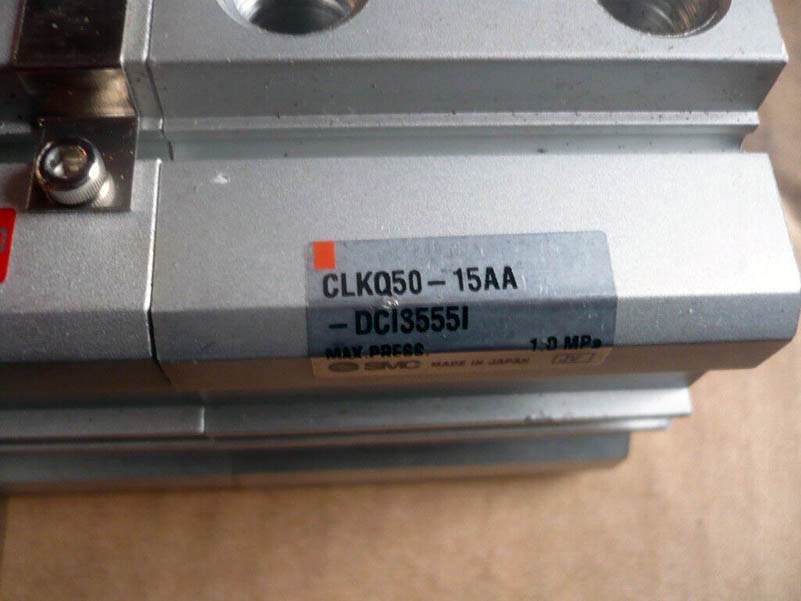 CLKQ50-15AA
-DCI3555I
MAX.PRESS. 1.0 MPa
SMC MADE IN JAPAN